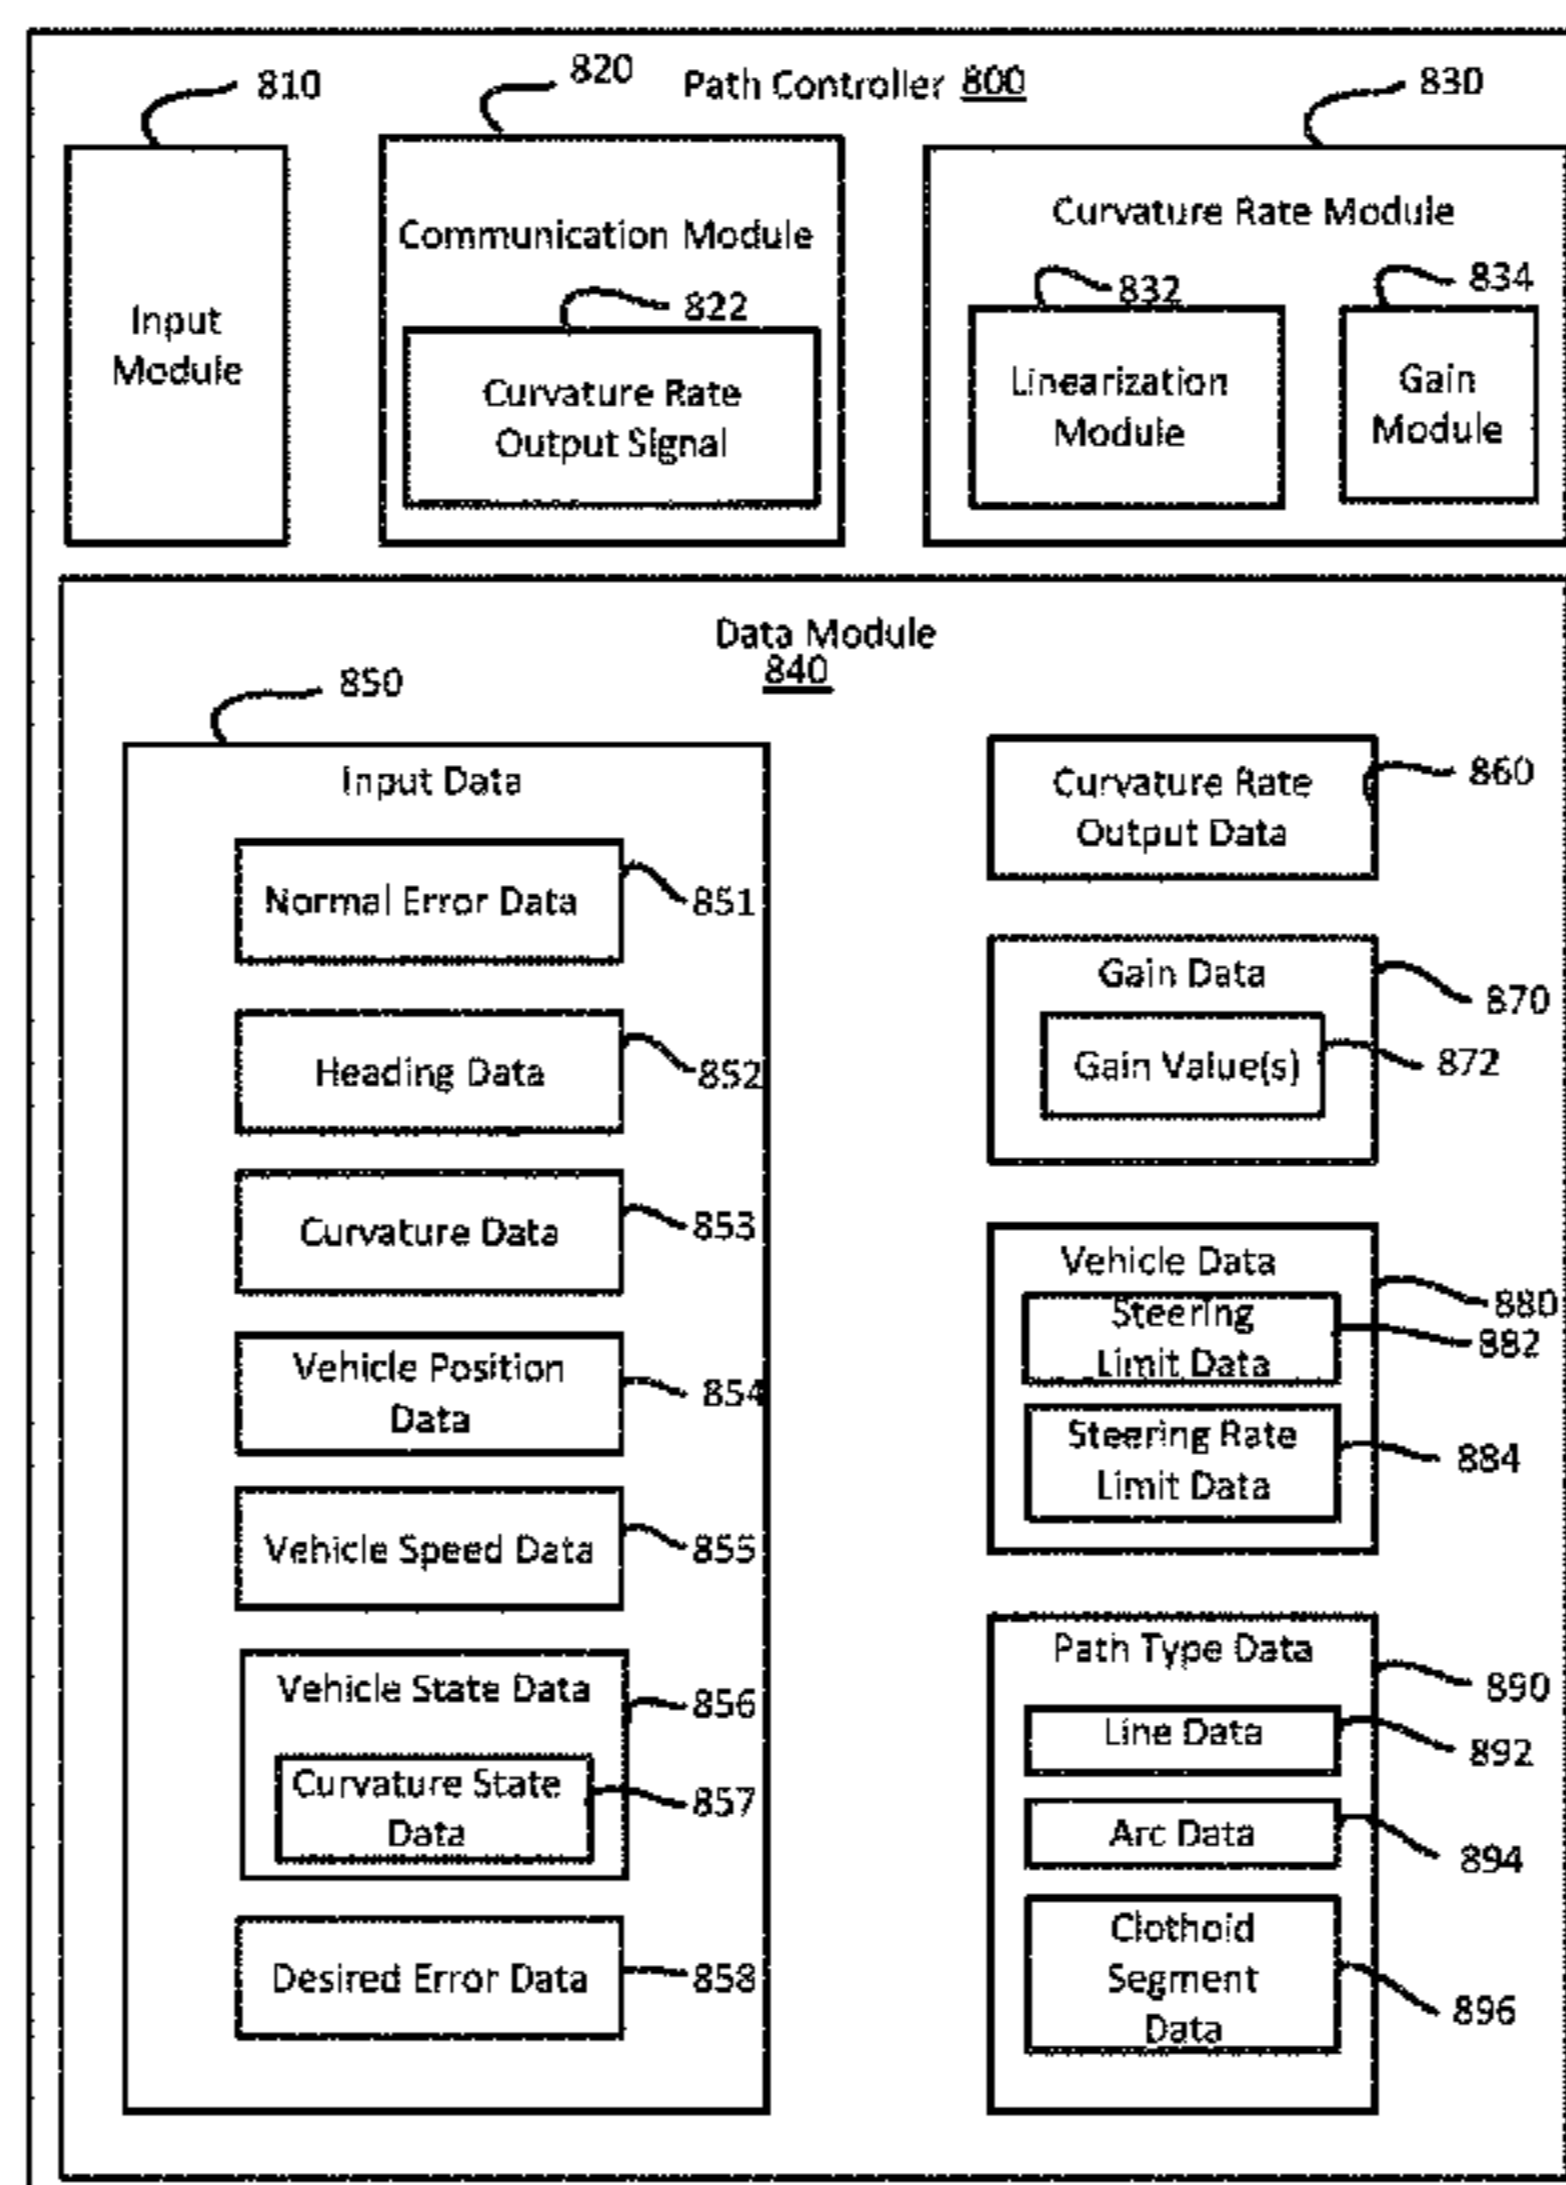 810
820
Path Controller 800
830
Input
Module
Communication Module
822
Curvature Rate
Output Signal
Curvature Rate Module
832
834
Linearization
Module
Gain
Module
Data Module
840
850
Input Data
Normal Error Data
851
Heading Data
852
Curvature Data
853
Vehicle Position
Data
854
Vehicle Speed Data
855
Vehicle State Data
856
Curvature State
Data
857
Desired Error Data
858
Curvature Rate
Output Data
860
Gain Data
870
Gain Value(s)
872
Vehicle Data
880
Steering
Limit Data
882
Steering Rate
Limit Data
884
Path Type Data
890
Line Data
892
Arc Data
894
Clothoid
Segment
Data
896